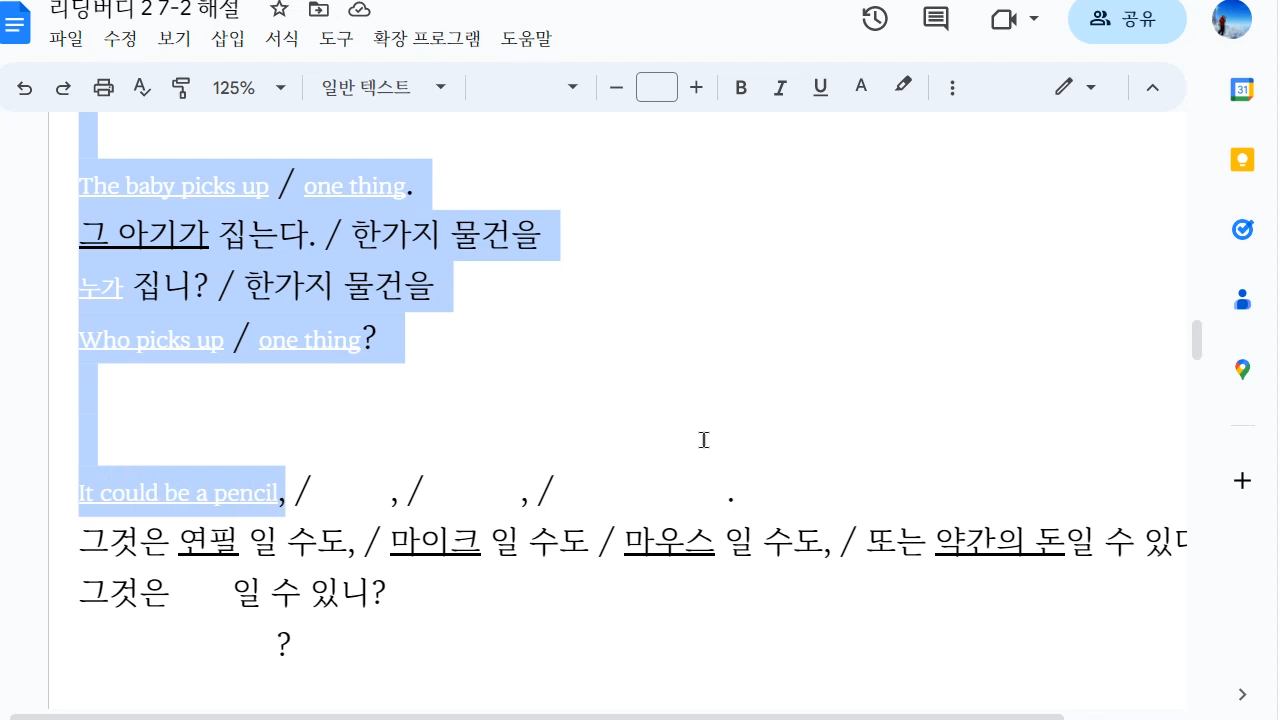 리딩버디 2 7-2 해설
파일 수정 보기 삽입 서식 도구 확장 프로그램 도움말
공유
125% 일반 텍스트 B I U A
31
The baby picks up / one thing.
그 아기가 집는다. / 한가지 물건을
누가 집니? / 한가지 물건을
Who picks up / one thing?
It could be a pencil, / , / , / .
그것은 연필 일 수도, / 마이크 일 수도 / 마우스 일 수도, / 또는 약간의 돈일 수 있
그것은 일 수 있니?
?